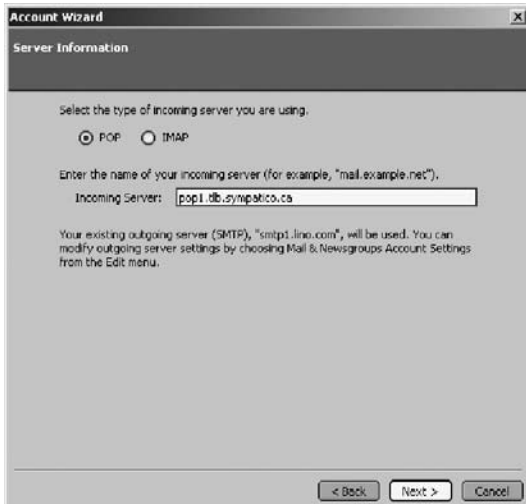 Account Wizard
Server Information
Select the type of incoming server you are using.
POP IMAP
Enter the name of your incoming server (for example, "mail.example.net").
Incoming Server: pop1.tlb.sympatico.ca
Your existing outgoing server (SMTP), "smtp1.lino.com", will be used. You can
modify outgoing server settings by choosing Mail & Newsgroups Account Settings
from the Edit menu.
< Back Next > Cancel